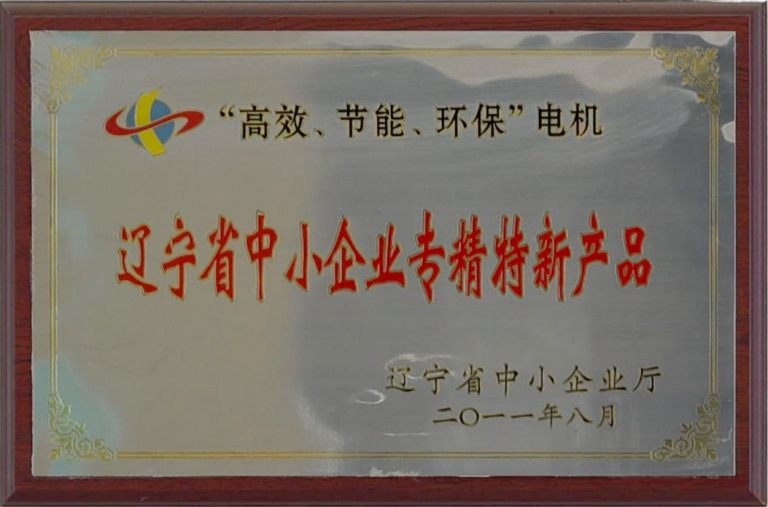 “高效、节能、环保”电机
辽宁省中小企业专精特新产品
辽宁省中小企业厅
二〇一一年八月